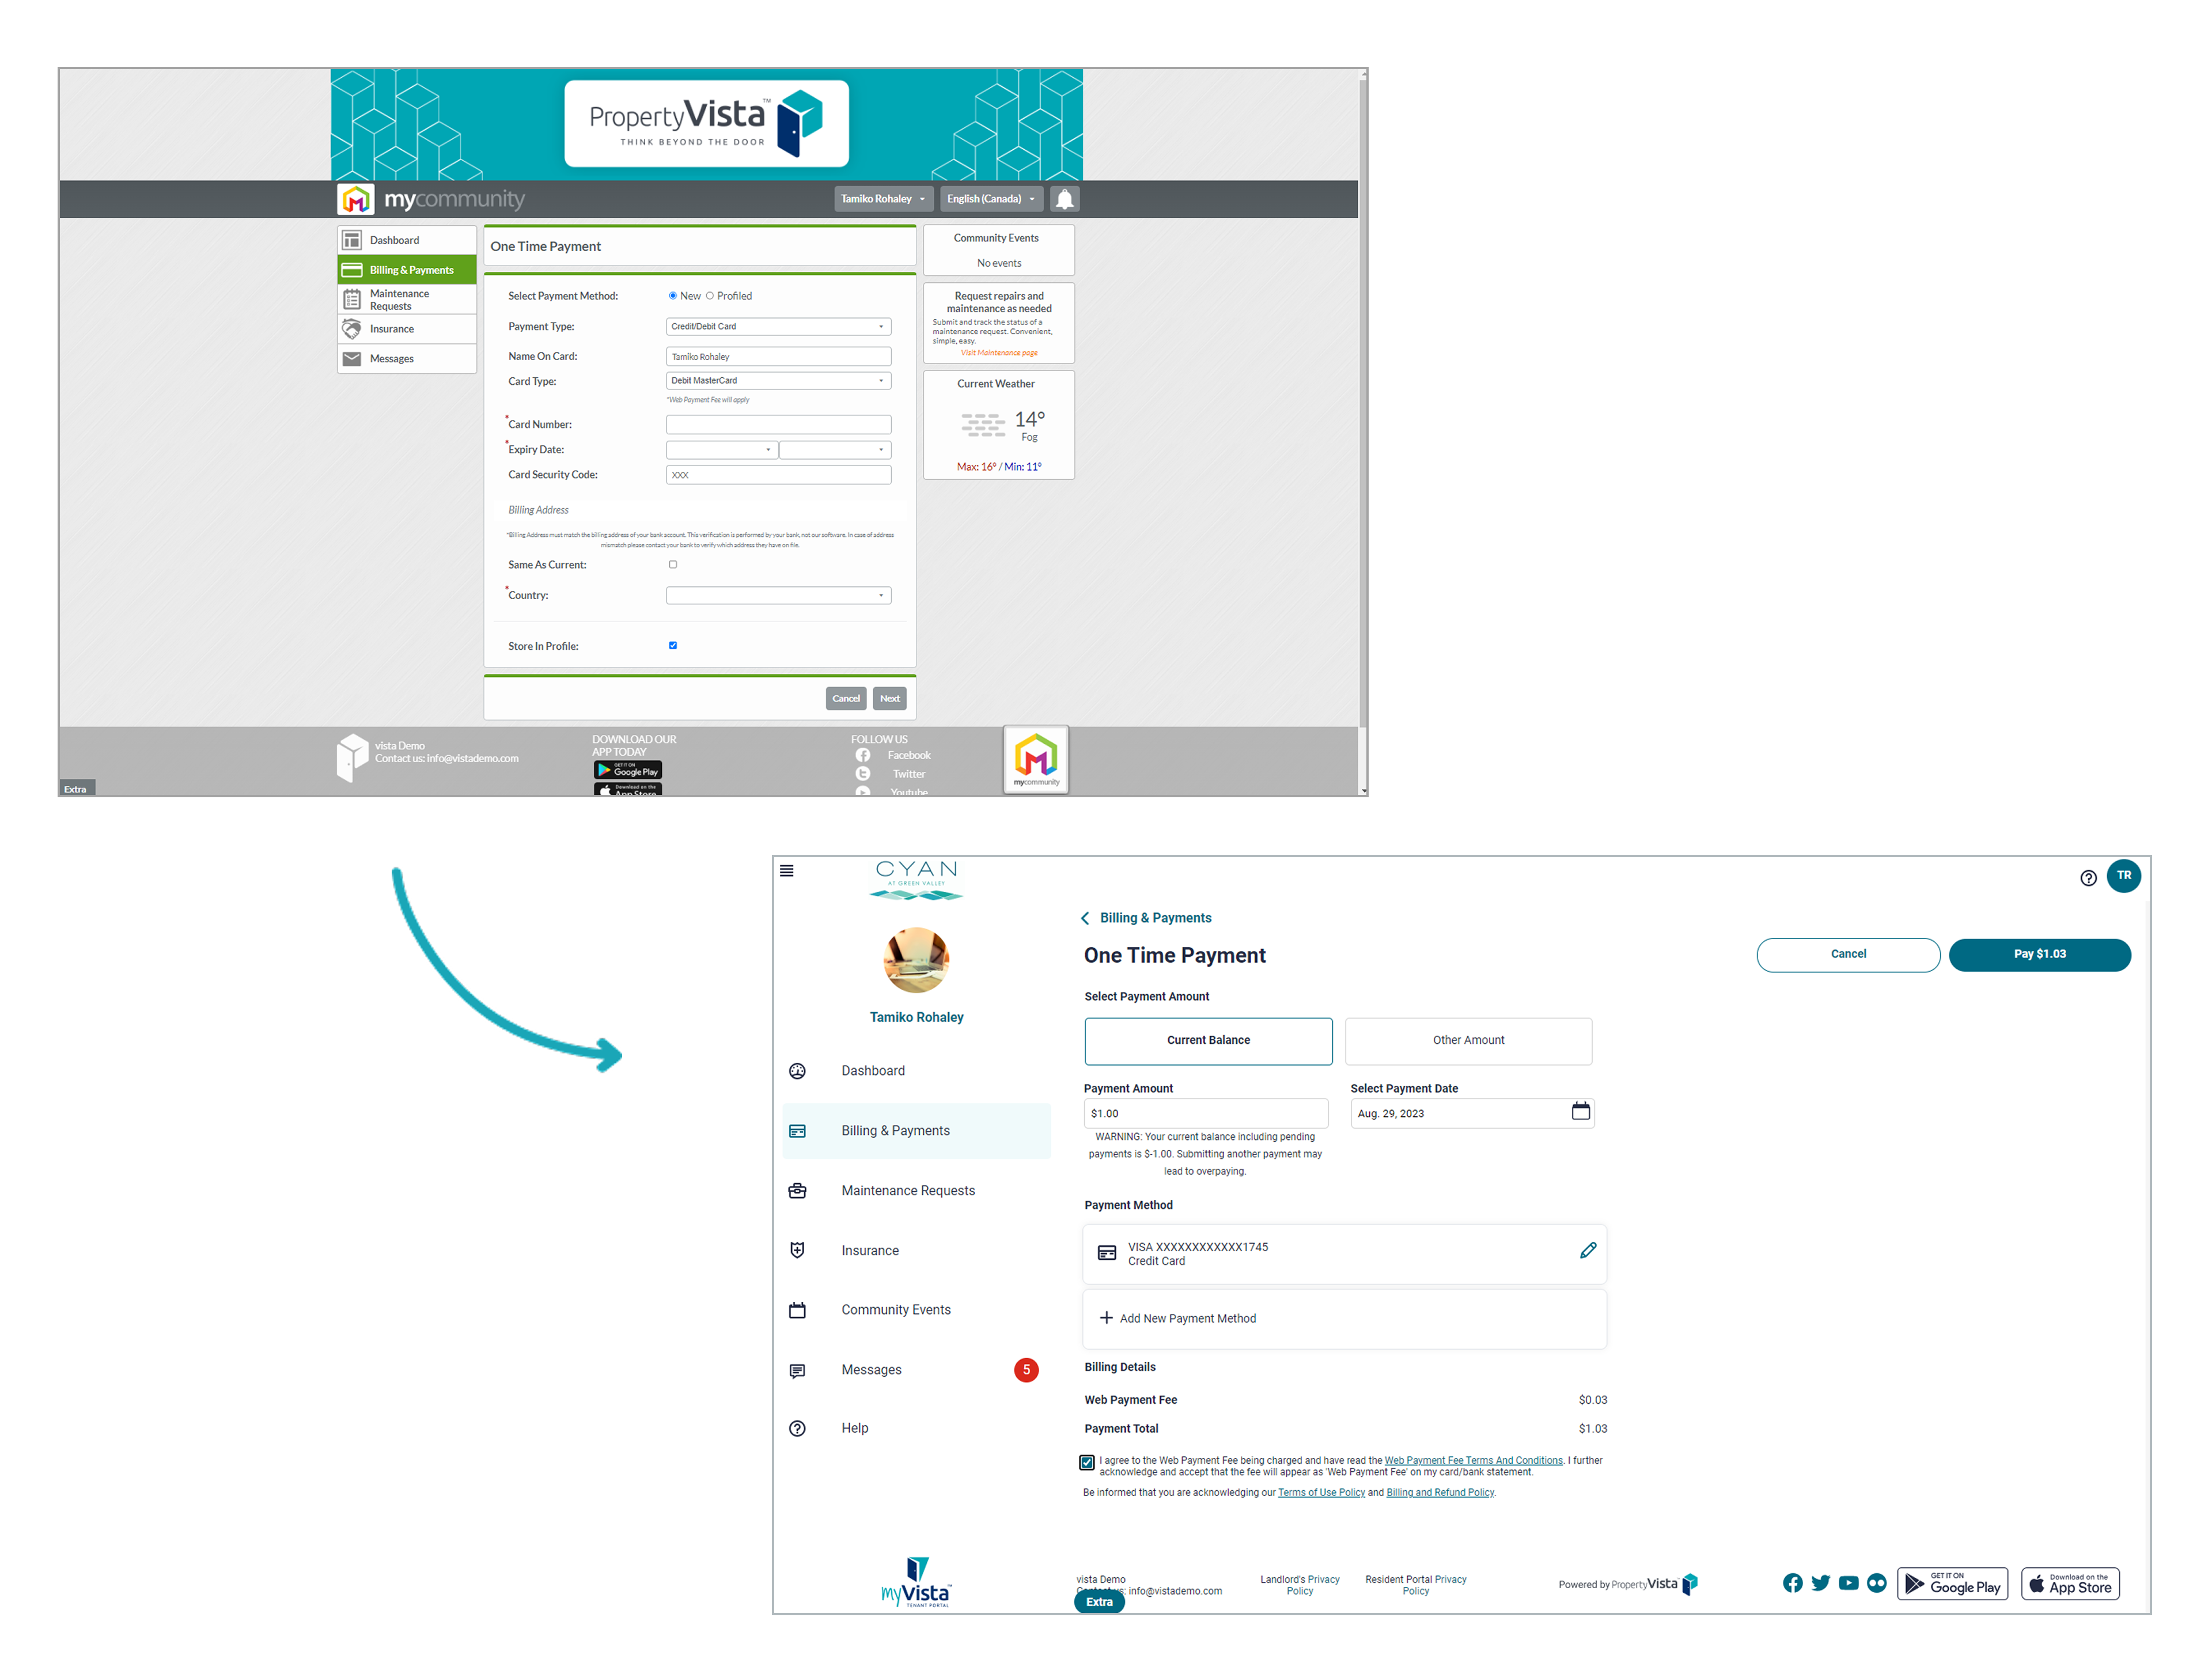 PropertyVista™
THINK BEYOND THE DOOR
mycommunity
Tamiko Rohaley
English (Canada)
Dashboard
Billing & Payments
Maintenance
Requests
Insurance
Messages
One Time Payment
Select Payment Method:
New
Profiled
Payment Type:
Credit/Debit Card
Name On Card:
Tamiko Rohaley
Card Type:
Debit MasterCard
*Web Payment Fee will apply
*Card Number:
*Expiry Date:
Card Security Code:
XXX
Billing Address
*Billing Address must match the billing address of your bank account. This verification is performed by your bank, not our software. In case of address
mismatch please contact your bank to verify which address they have on file.
Same As Current:
*Country:
Store In Profile:
Cancel
Next
Community Events
No events
Request repairs and
maintenance as needed
Submit and track the status of a
maintenance request. Convenient,
simple, easy.
Visit Maintenance page
Current Weather
14°
Fog
Max: 16° / Min: 11°
vista Demo
Contact us: info@vistademo.com
DOWNLOAD OUR
APP TODAY
GET IT ON
Google Play
Download on the
App Store
FOLLOW US
Facebook
Twitter
Youtube
mycommunity
Extra
CYAN
AT GREEN VALLEY
TR
Tamiko Rohaley
Dashboard
Billing & Payments
Maintenance Requests
Insurance
Community Events
Messages
5
Help
Billing & Payments
One Time Payment
Cancel
Pay $1.03
Select Payment Amount
Current Balance
Other Amount
Payment Amount
Select Payment Date
$1.00
Aug. 29, 2023
WARNING: Your current balance including pending
payments is $-1.00. Submitting another payment may
lead to overpaying.
Payment Method
VISA XXXXXXXXXXXX1745
Credit Card
+ Add New Payment Method
Billing Details
Web Payment Fee
$0.03
Payment Total
$1.03
I agree to the Web Payment Fee being charged and have read the Web Payment Fee Terms And Conditions. I further
acknowledge and accept that the fee will appear as 'Web Payment Fee' on my card/bank statement.
Be informed that you are acknowledging our Terms of Use Policy and Billing and Refund Policy.
myVista™
TENANT PORTAL
vista Demo
Contact us: info@vistademo.com
Extra
Landlord's Privacy
Policy
Resident Portal Privacy
Policy
Powered by PropertyVista
GET IT ON
Google Play
Download on the
App Store